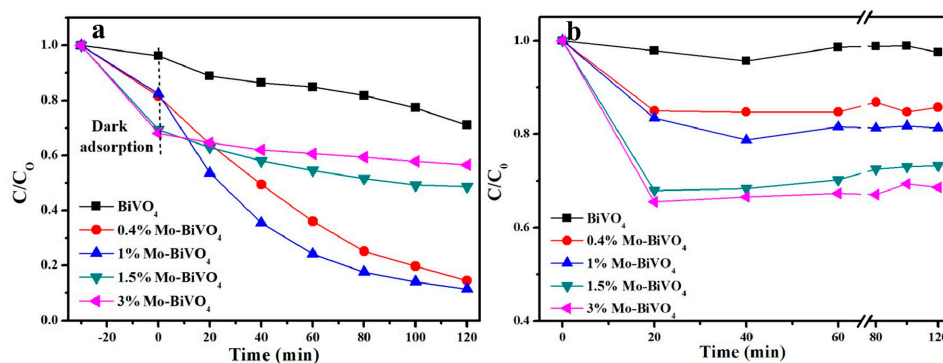 a
1.0
0.8
0.6
0.4
0.2
0.0
C/C_O
Dark
adsorption
BiVO₄
0.4% Mo-BiVO₄
1% Mo-BiVO₄
1.5% Mo-BiVO₄
3% Mo-BiVO₄
-20 0 20 40 60 80 100 120
Time (min)
b
1.0
0.8
0.6
0.4
C/C₀
BiVO₄
0.4% Mo-BiVO₄
1% Mo-BiVO₄
1.5% Mo-BiVO₄
3% Mo-BiVO₄
0 20 40 60 80 120
Time (min)